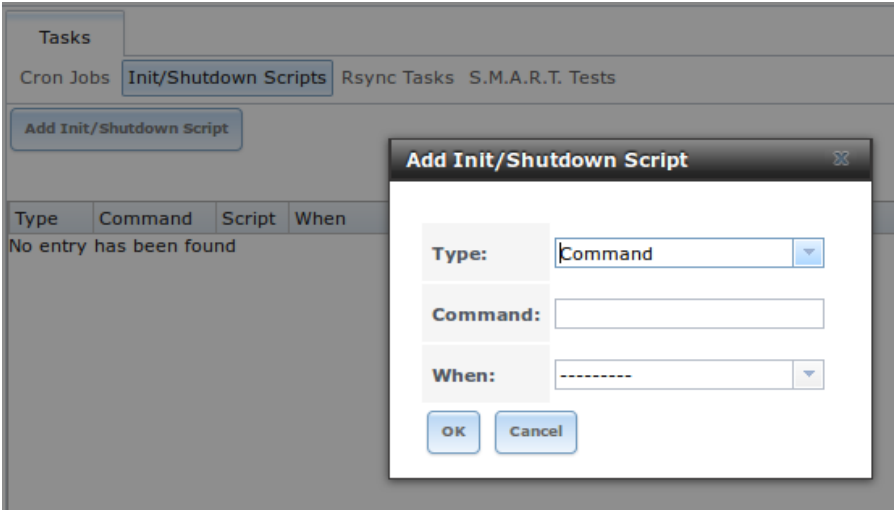 Tasks
Cron Jobs Init/Shutdown Scripts Rsync Tasks S.M.A.R.T. Tests
Add Init/Shutdown Script
Type Command Script When
No entry has been found
Add Init/Shutdown Script
Type: Command
Command:
When: ---------
OK Cancel